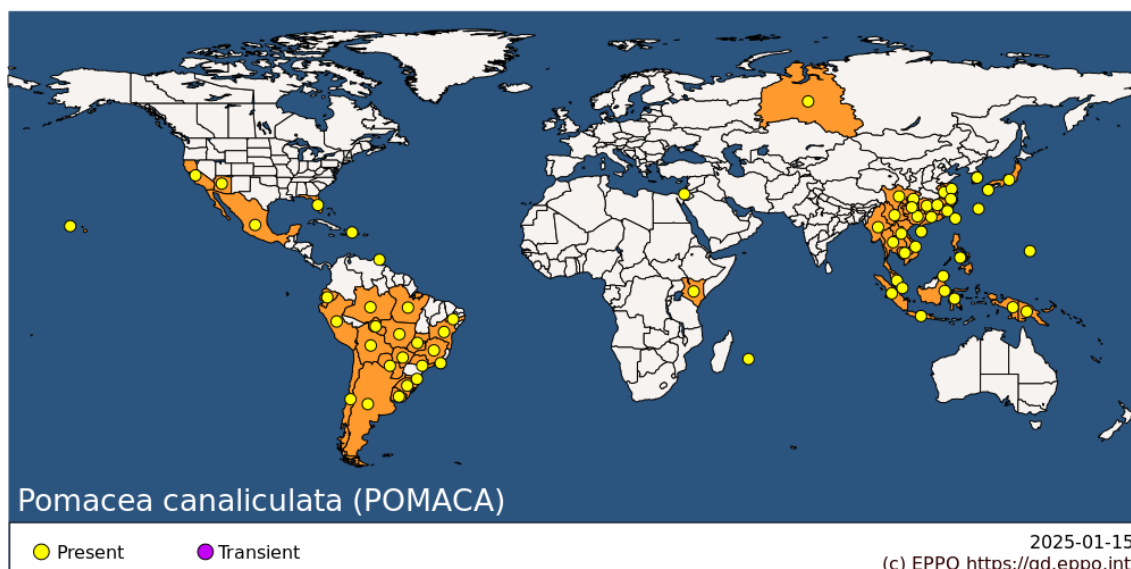 Pomacea canaliculata (POMACA)
Present
Transient
2025-01-15
(c) EPPO https://gd.eppo.int